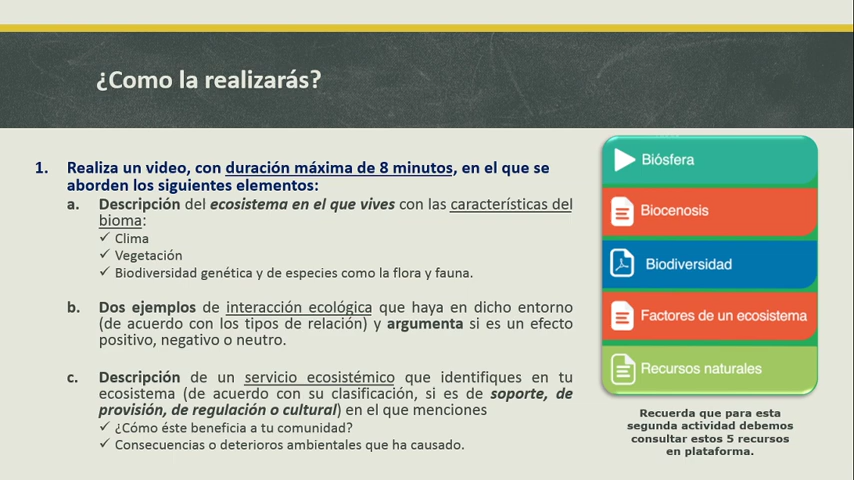 ¿Como la realizarás?
1. Realiza un video, con duración máxima de 8 minutos, en el que se
aborden los siguientes elementos:
a. Descripción del ecosistema en el que vives con las características del
bioma:
✓ Clima
✓ Vegetación
✓ Biodiversidad genética y de especies como la flora y fauna.
b. Dos ejemplos de interacción ecológica que haya en dicho entorno
(de acuerdo con los tipos de relación) y argumenta si es un efecto
positivo, negativo o neutro.
c. Descripción de un servicio ecosistémico que identifiques en tu
ecosistema (de acuerdo con su clasificación, si es de soporte, de
provisión, de regulación o cultural) en el que menciones
✓ ¿Cómo éste beneficia a tu comunidad?
✓ Consecuencias o deterioros ambientales que ha causado.
Biósfera
Biocenosis
Biodiversidad
Factores de un ecosistema
Recursos naturales
Recuerda que para esta
segunda actividad debemos
consultar estos 5 recursos
en plataforma.